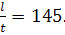 l/t = 145.